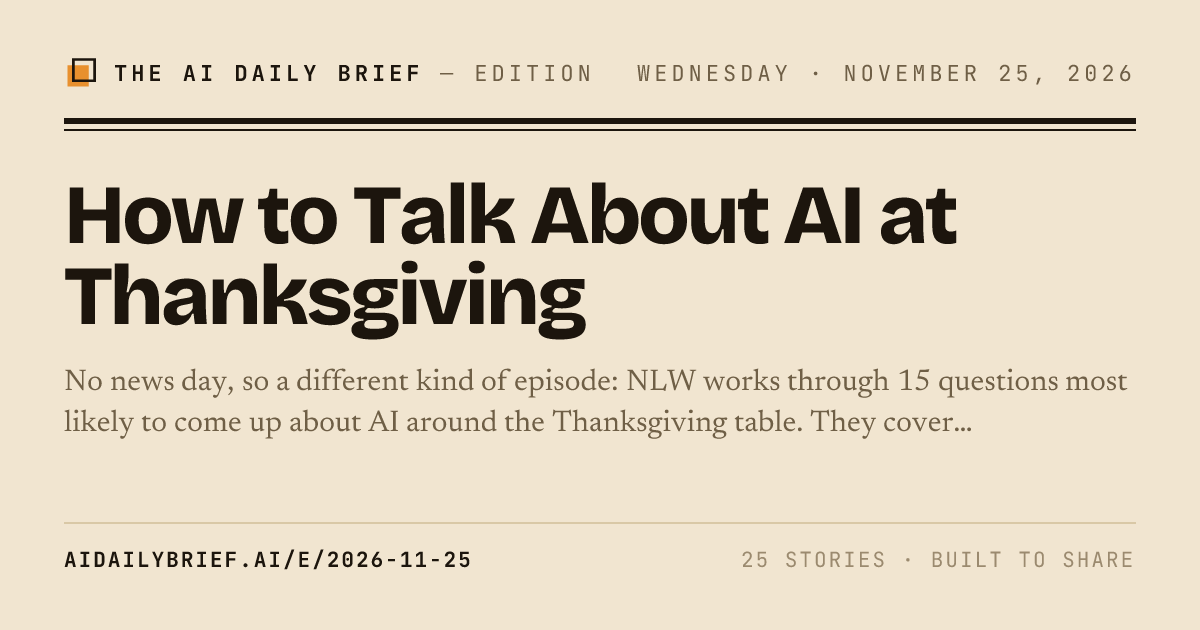 THE AI DAILY BRIEF — EDITION WEDNESDAY · NOVEMBER 25, 2026
How to Talk About AI at
Thanksgiving
No news day, so a different kind of episode: NLW works through 15 questions most
likely to come up about AI around the Thanksgiving table. They cover…
AIDAILYBRIEF.AI/E/2026-11-25 25 STORIES · BUILT TO SHARE